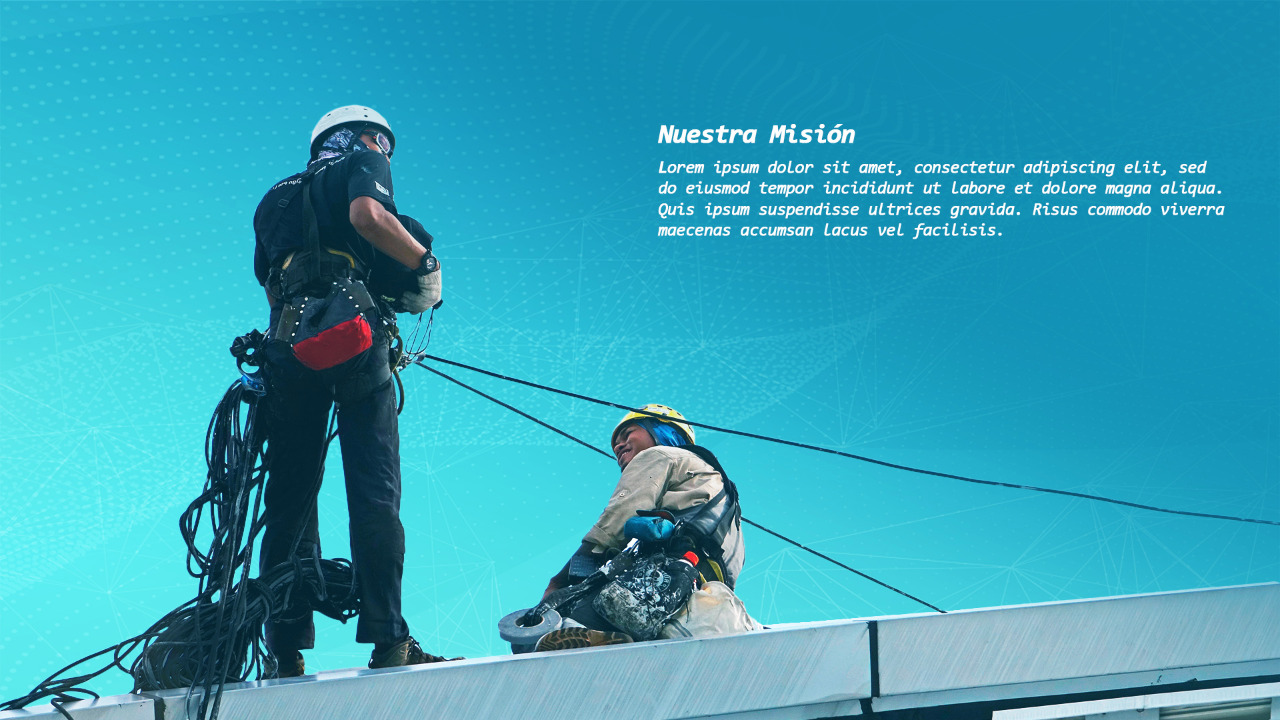 Nuestra Misión
Lorem ipsum dolor sit amet, consectetur adipiscing elit, sed
do eiusmod tempor incididunt ut labore et dolore magna aliqua.
Quis ipsum suspendisse ultrices gravida. Risus commodo viverra
maecenas accumsan lacus vel facilisis.